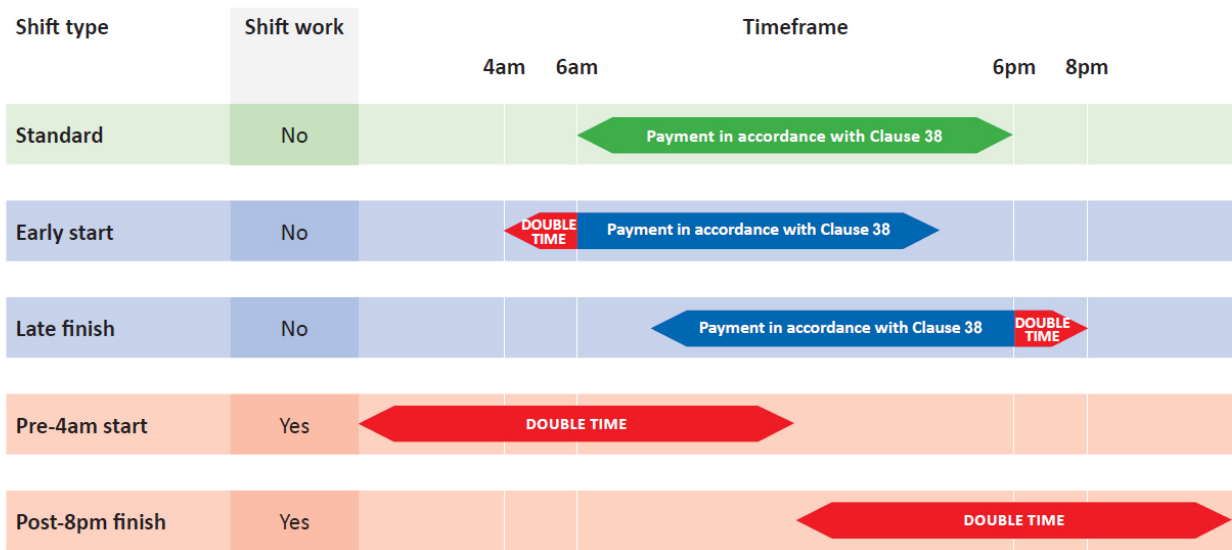 Shift type Shift work Timeframe
4am 6am 6pm 8pm
Standard No Payment in accordance with Clause 38
Early start No DOUBLE TIME Payment in accordance with Clause 38
Late finish No Payment in accordance with Clause 38 DOUBLE TIME
Pre-4am start Yes DOUBLE TIME
Post-8pm finish Yes DOUBLE TIME